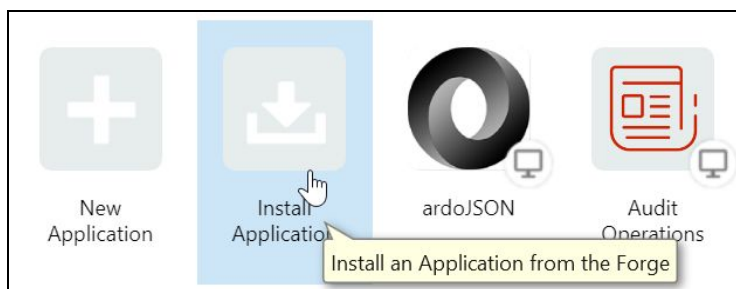 New
Application
Install
Application
ardoJSON
Audit
Operations
Install an Application from the Forge